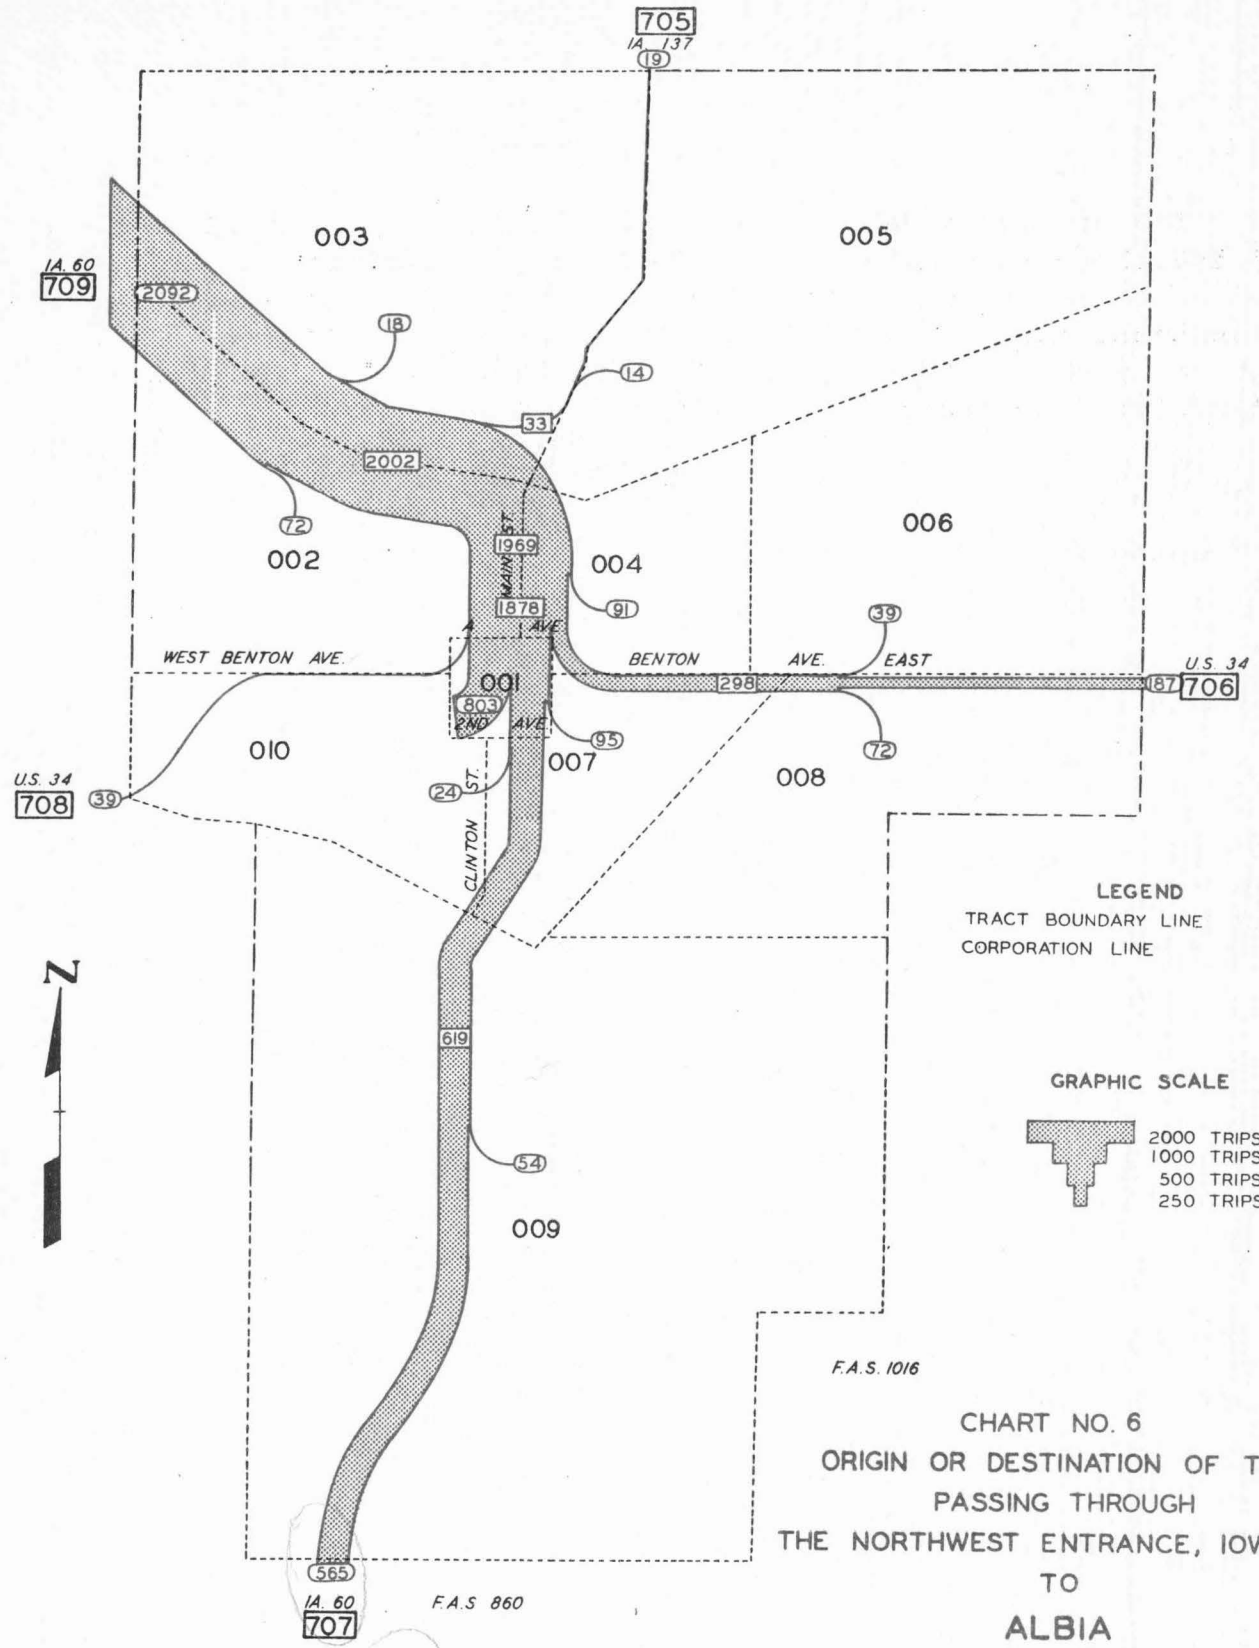 705
IA. 137
19
003
005
IA. 60
709
2092
18
14
33
2002
72
002
MAIN ST.
1969
004
006
1878
91
39
A AVE
WEST BENTON AVE.
BENTON AVE. EAST
U.S. 34
001
298
187
706
803
2ND AVE
95
72
010
007
008
U.S. 34
708
39
24
CLINTON ST.
LEGEND
TRACT BOUNDARY LINE
CORPORATION LINE
N
619
GRAPHIC SCALE
2000 TRIPS
1000 TRIPS
500 TRIPS
250 TRIPS
54
009
F.A.S. 1016
CHART NO. 6
ORIGIN OR DESTINATION OF T
PASSING THROUGH
THE NORTHWEST ENTRANCE, IOW
TO
ALBIA
565
IA. 60
F.A.S 860
707